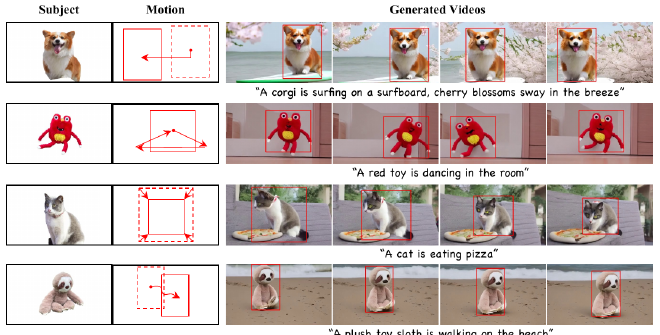 Subject Motion Generated Videos
"A corgi is surfing on a surfboard, cherry blossoms sway in the breeze"
"A red toy is dancing in the room"
"A cat is eating pizza"
"A plush toy sloth is walking on the beach"